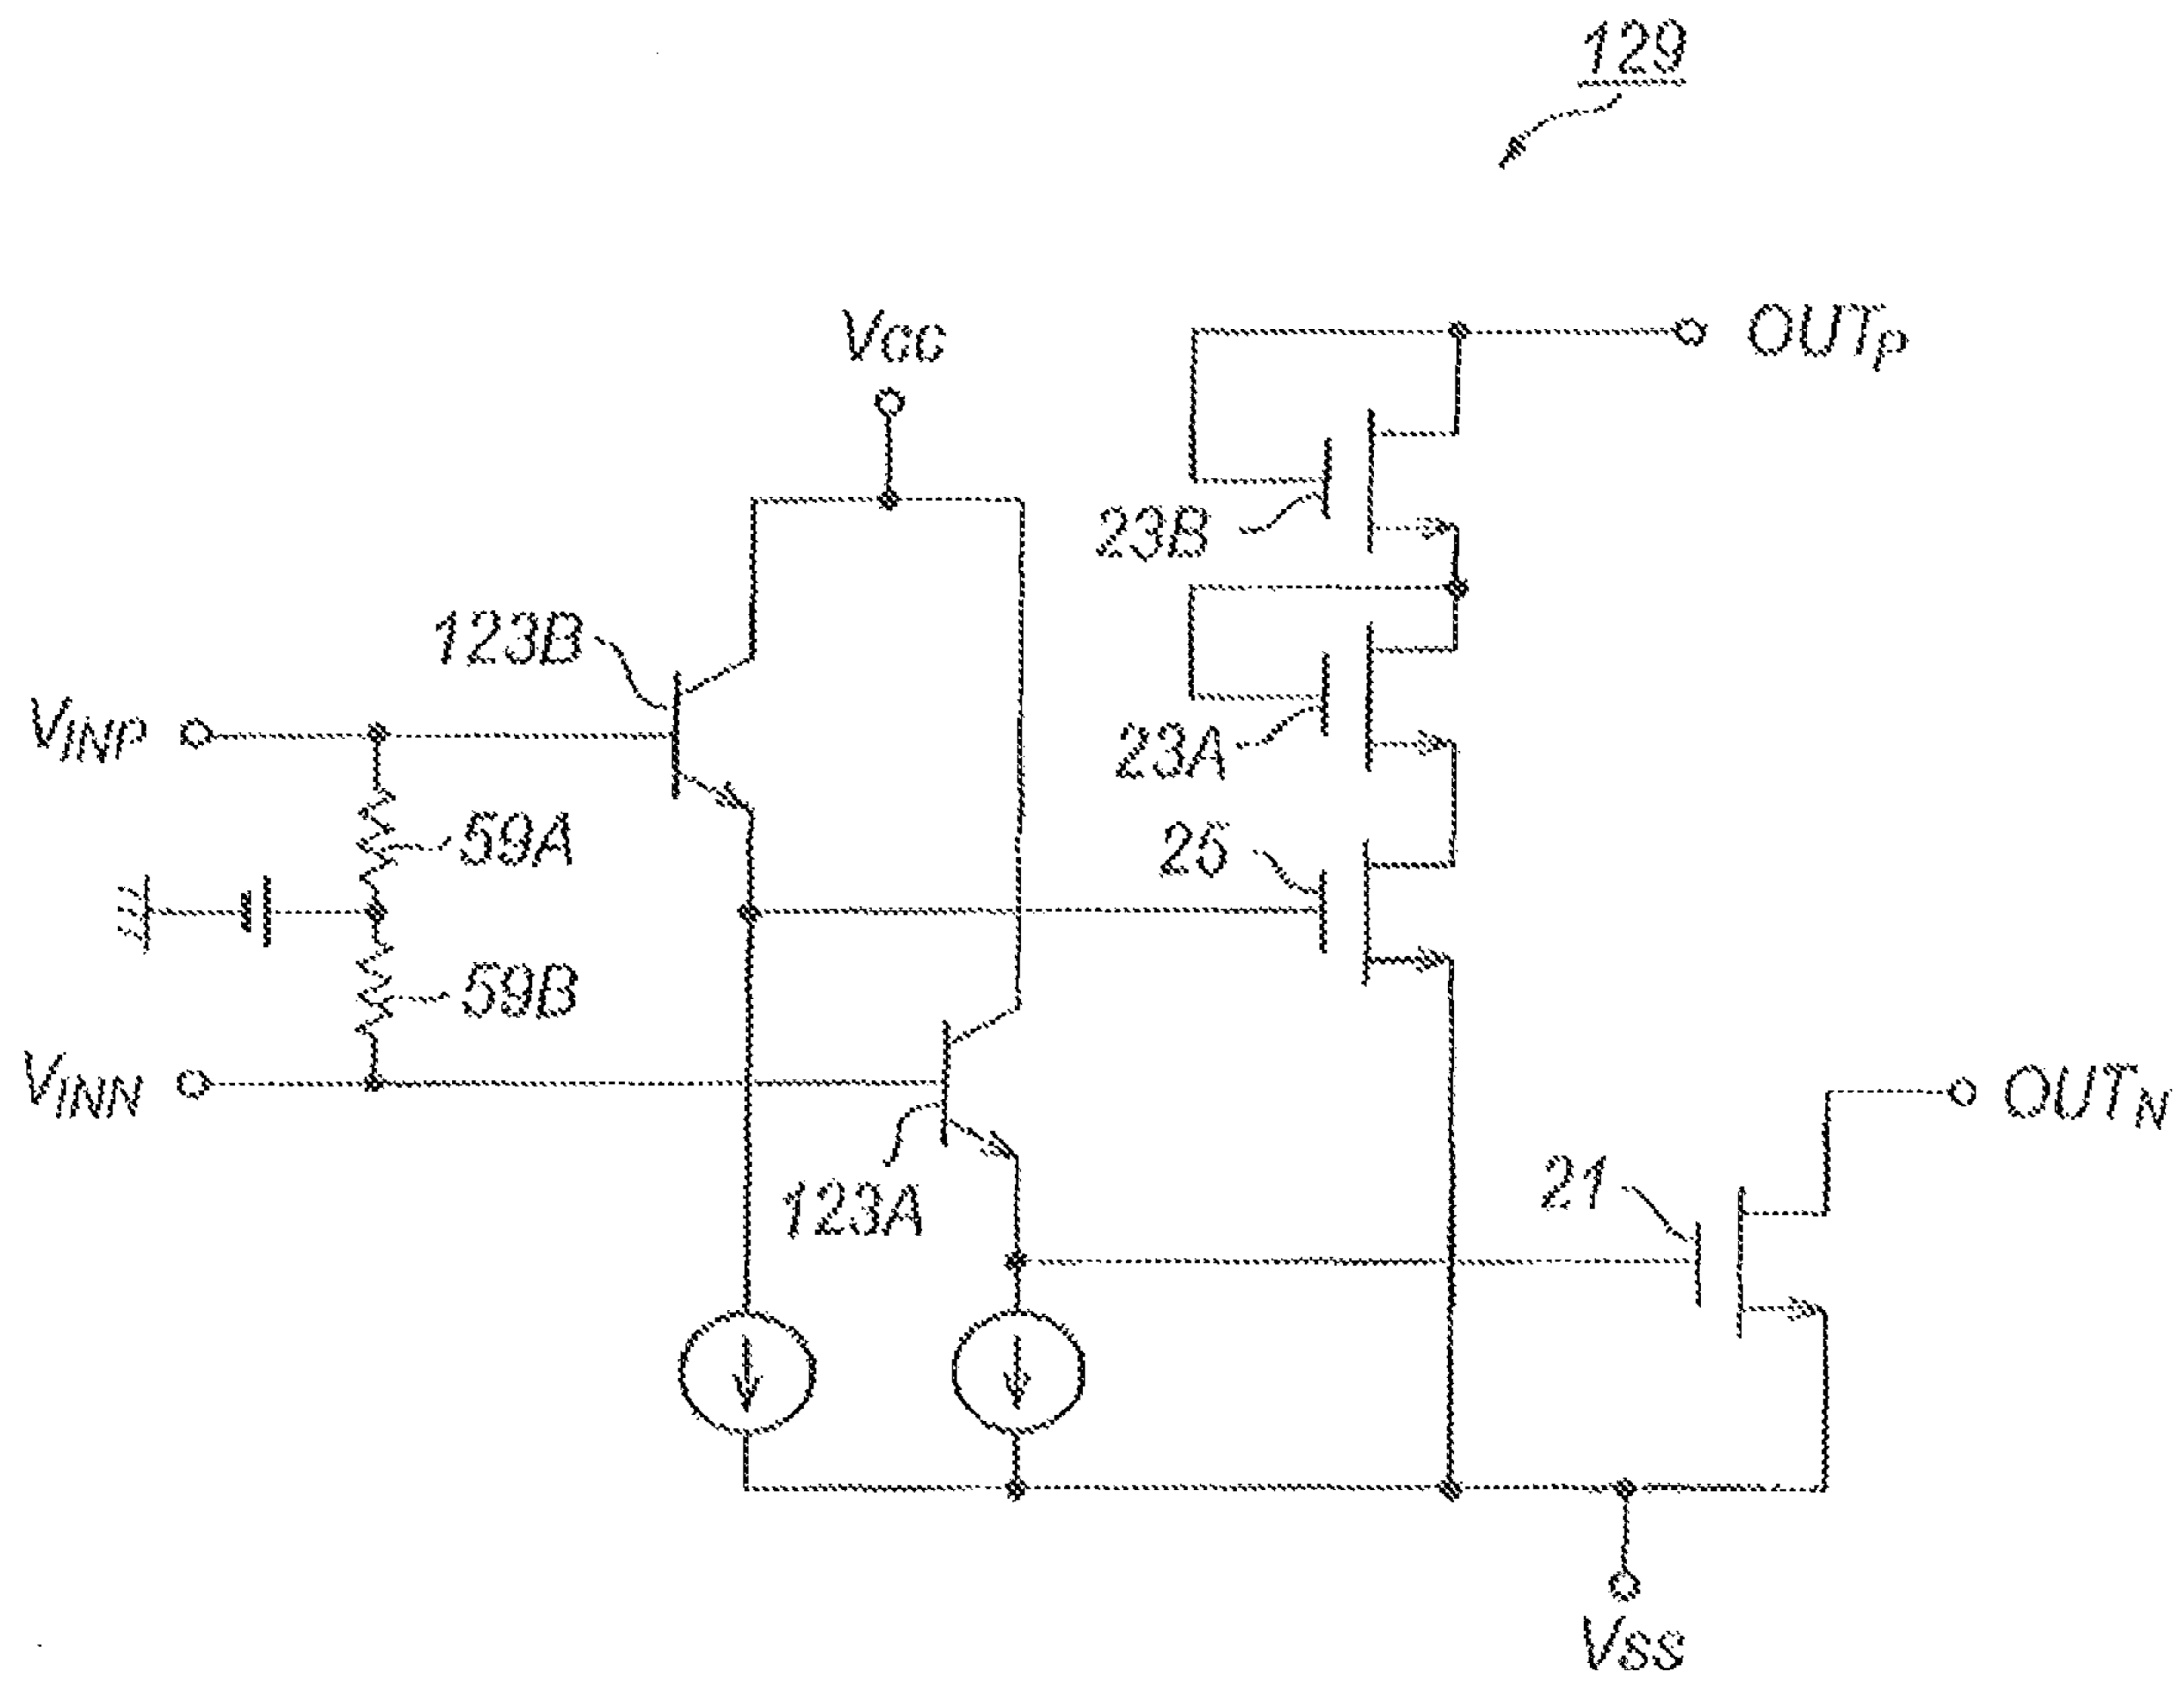 129
OUTP
VCC
23B
123B
VINP
23A
59A
25
59B
VINN
OUTN
21
123A
VSS